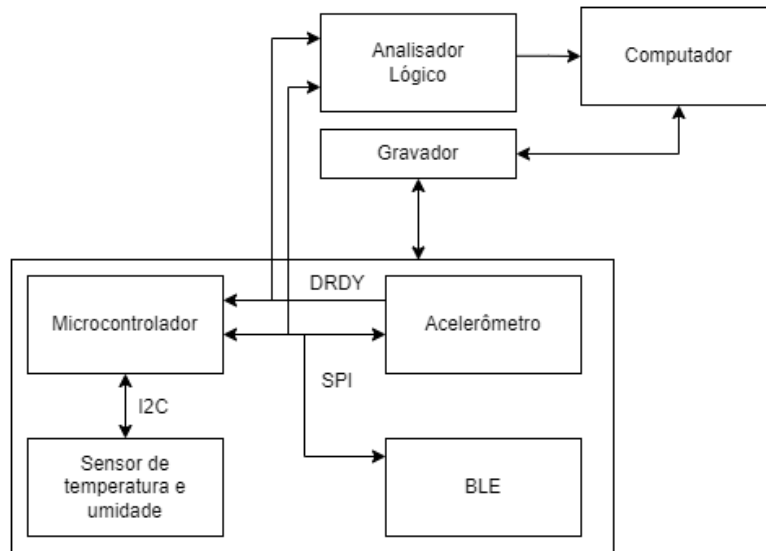 Analisador
Lógico
Computador
Gravador
DRDY
Microcontrolador
Acelerômetro
SPI
I2C
Sensor de
temperatura e
umidade
BLE